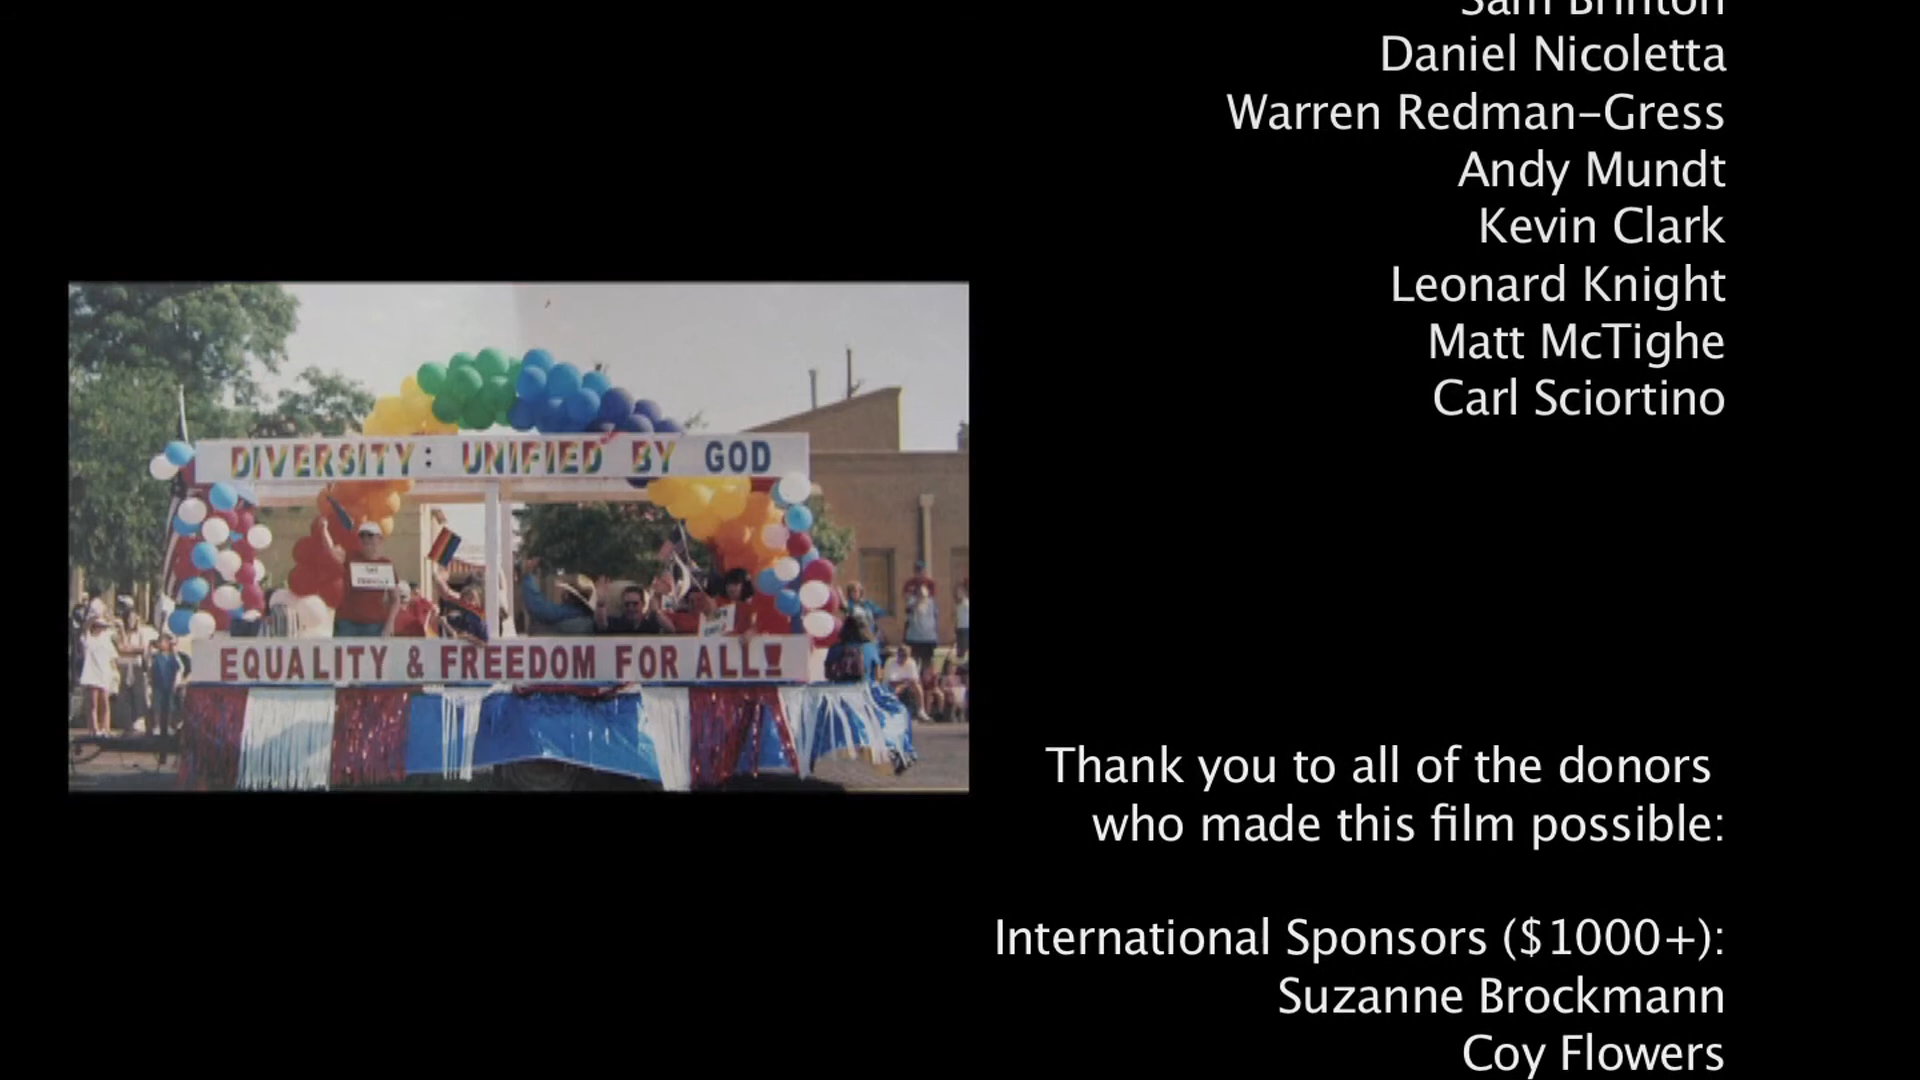 Sam Brinton
Daniel Nicoletta
Warren Redman-Gress
Andy Mundt
Kevin Clark
Leonard Knight
Matt McTighe
Carl Sciortino
DIVERSITY: UNIFIED BY GOD
EQUALITY & FREEDOM FOR ALL!
Thank you to all of the donors
who made this film possible:
International Sponsors ($1000+):
Suzanne Brockmann
Coy Flowers